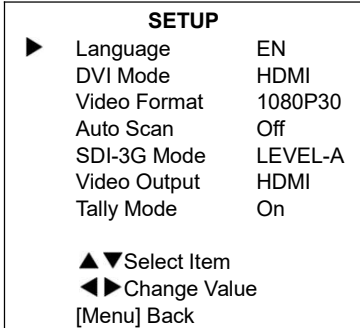 SETUP
▶ Language EN
DVI Mode HDMI
Video Format 1080P30
Auto Scan Off
SDI-3G Mode LEVEL-A
Video Output HDMI
Tally Mode On
▲▼Select Item
◀▶Change Value
[Menu] Back